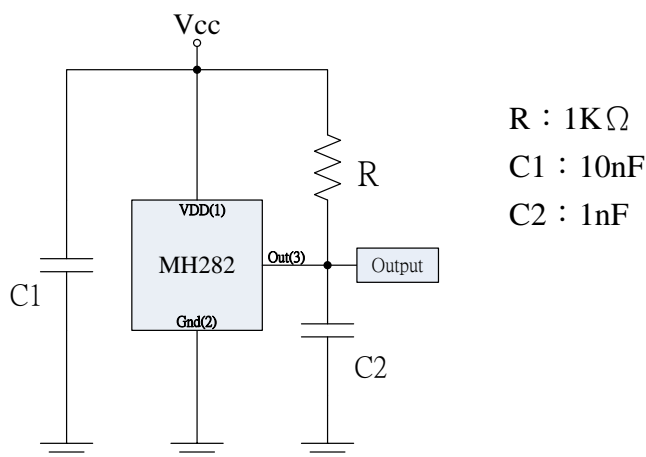 Vcc
R：1KΩ
C1：10nF
C2：1nF
R
VDD(1)
MH282
Out(3)
Output
C1
Gnd(2)
C2